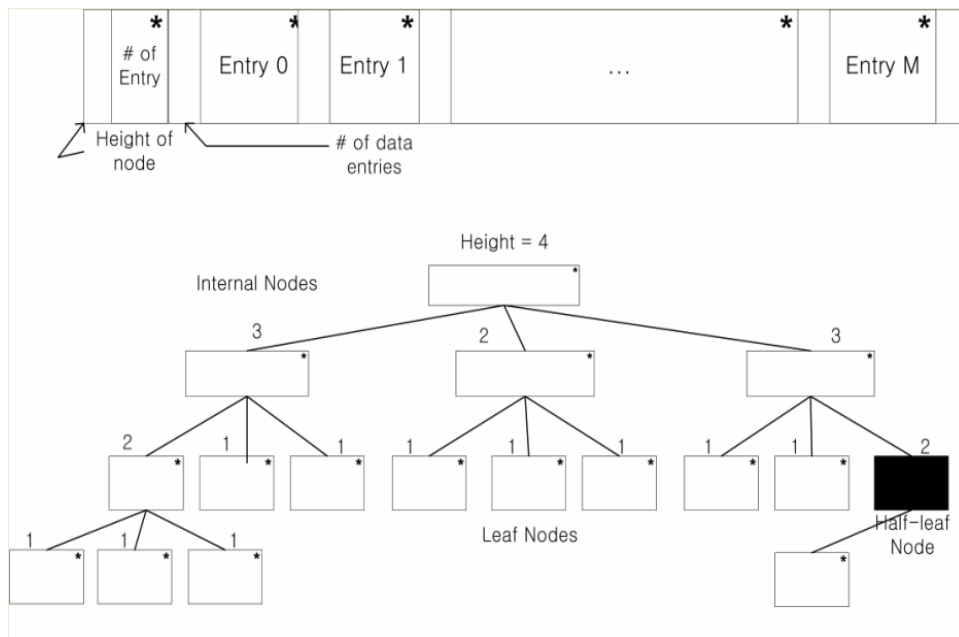 * * * * *
# of
Entry
Entry 0
Entry 1
...
Entry M
Height of
node
# of data
entries
Height = 4
*
Internal Nodes
3
2
3
* * *
2
1
1
1
1
1
1
1
2
* * * * * * * *
Leaf Nodes
Half-leaf
Node
1
1
1
* * * *